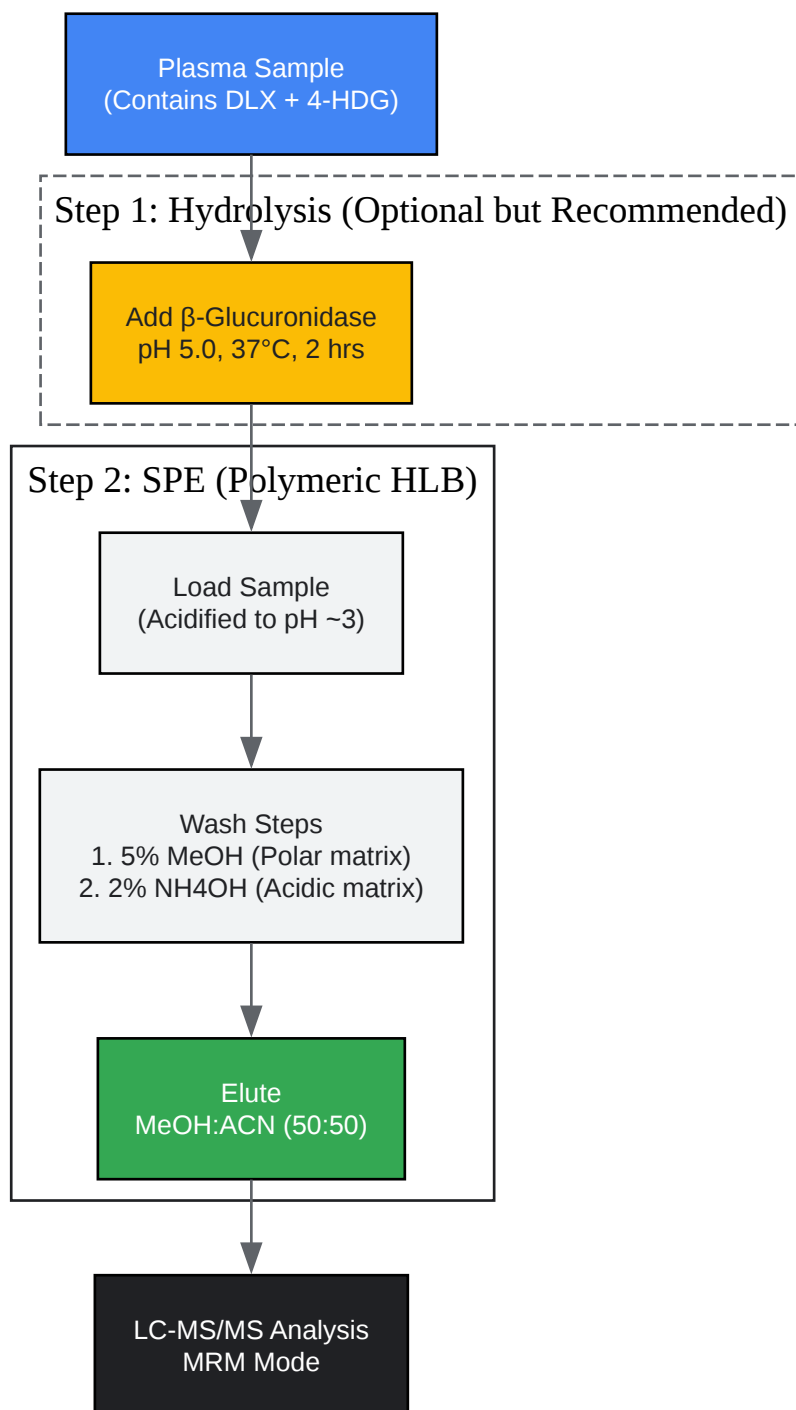 Plasma Sample
(Contains DLX + 4-HDG)
Step 1: Hydrolysis (Optional but Recommended)
Add β-Glucuronidase
pH 5.0, 37°C, 2 hrs
Step 2: SPE (Polymeric HLB)
Load Sample
(Acidified to pH ~3)
Wash Steps
1. 5% MeOH (Polar matrix)
2. 2% NH4OH (Acidic matrix)
Elute
MeOH:ACN (50:50)
LC-MS/MS Analysis
MRM Mode